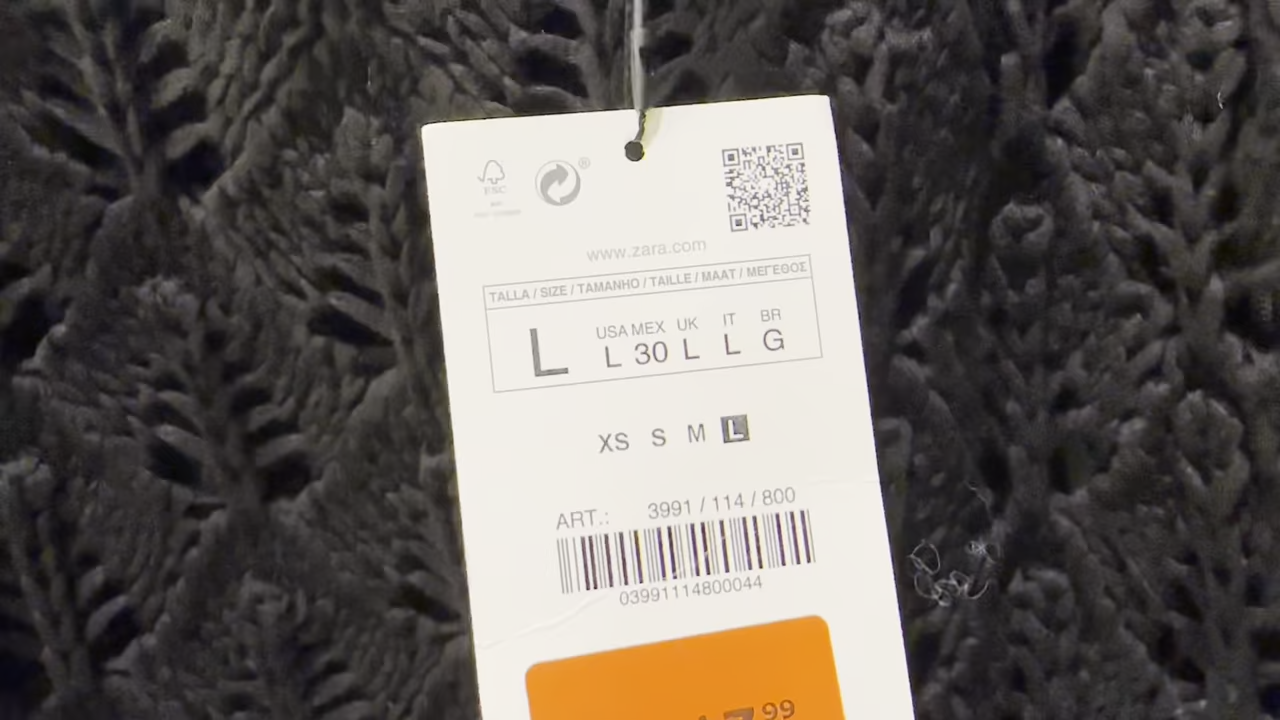 FSC
®
www.zara.com
TALLA / SIZE / TAMANHO / TAILLE / MAAT / ΜΕΓΕΘΟΣ
L
USA MEX UK IT BR
L 30 L L G
XS S M L
ART.: 3991 / 114 / 800
03991114800044
99